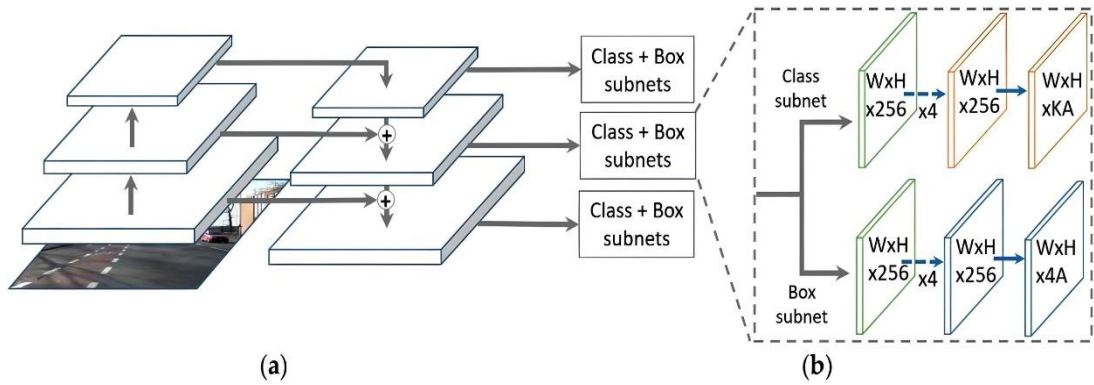 Class + Box
subnets
Class + Box
subnets
Class + Box
subnets
+
+
Class
subnet
WxH
x256
x4
WxH
x256
WxH
xKA
Box
subnet
WxH
x256
x4
WxH
x256
WxH
x4A
(a)
(b)